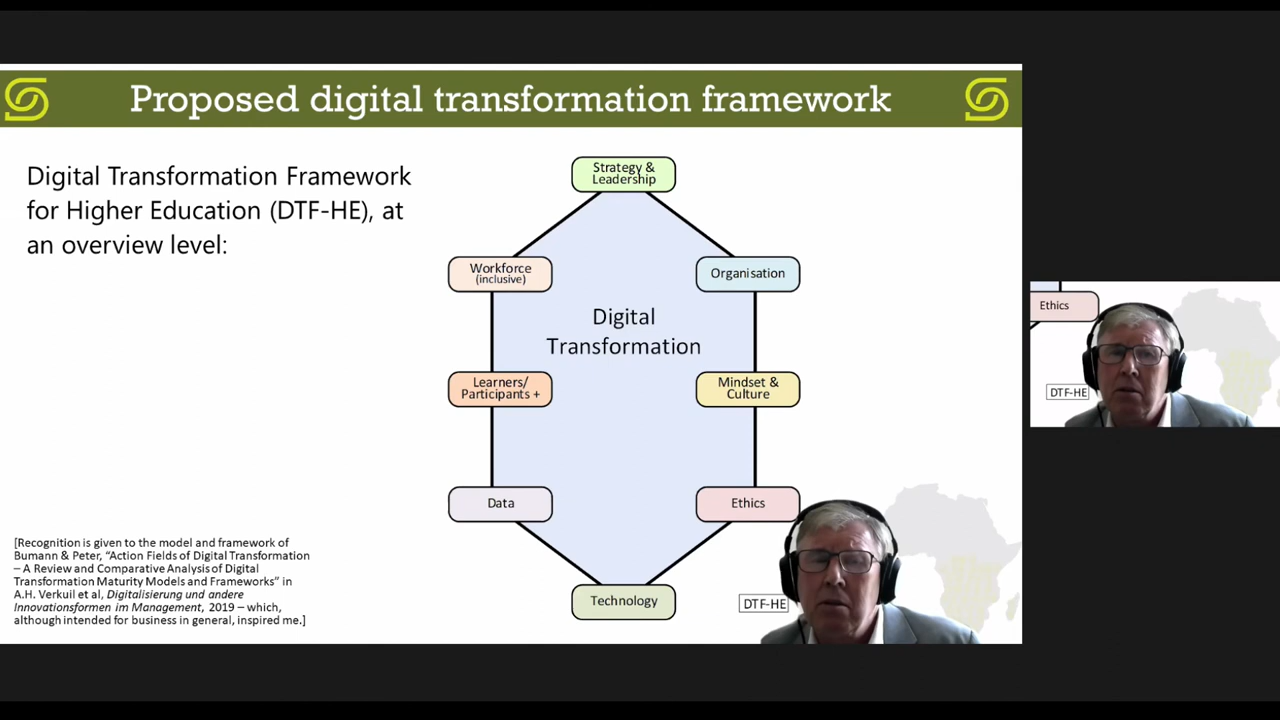 Proposed digital transformation framework
Digital Transformation Framework
for Higher Education (DTF-HE), at
an overview level:
Strategy &
Leadership
Workforce
(inclusive)
Organisation
Digital
Transformation
Learners/
Participants +
Mindset &
Culture
Data
Ethics
Technology
[Recognition is given to the model and framework of
Bumann & Peter, “Action Fields of Digital Transformation
– A Review and Comparative Analysis of Digital
Transformation Maturity Models and Frameworks” in
A.H. Verkuil et al, Digitalisierung und andere
Innovationsformen im Management, 2019 – which,
although intended for business in general, inspired me.]
DTF-HE
Ethics
DTF-HE